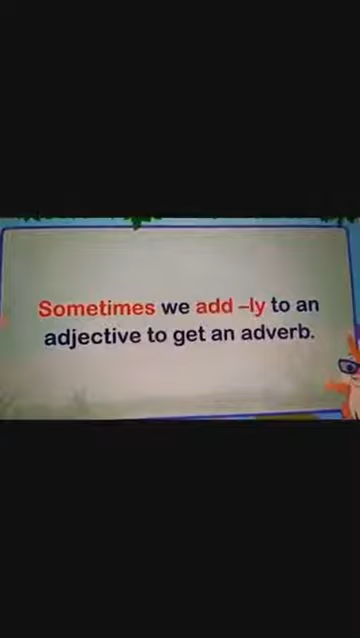 Sometimes we add –ly to an
adjective to get an adverb.